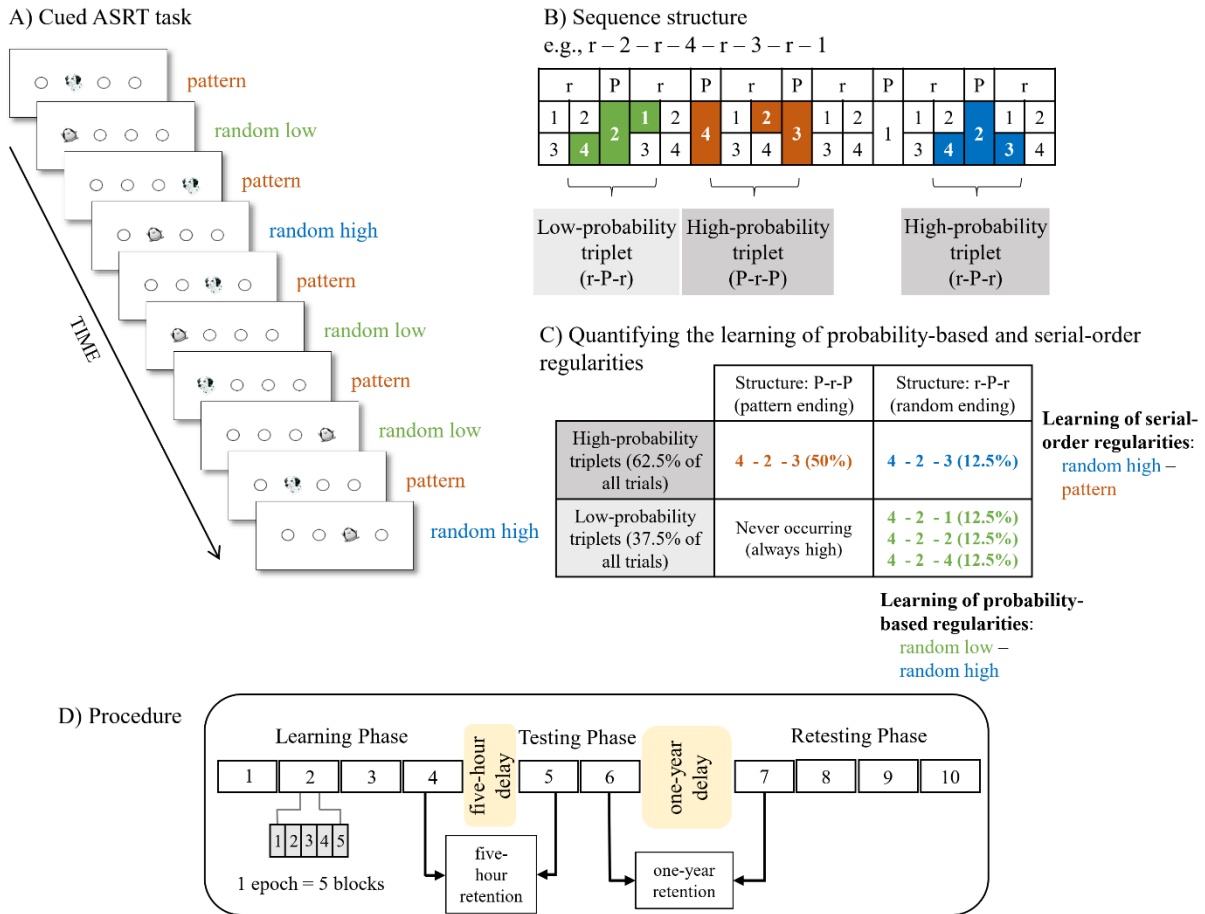 A) Cued ASRT task
pattern
random low
pattern
random high
pattern
random low
pattern
random low
pattern
random high
TIME
B) Sequence structure
e.g., r – 2 – r – 4 – r – 3 – r – 1
r P r P r P r P r P r
1 2 2 1 2 4 1 2 3 1 2 1 1 2 2 1 2
3 4 3 4 3 4 3 4 3 4 3 4
Low-probability
triplet
(r-P-r)
High-probability
triplet
(P-r-P)
High-probability
triplet
(r-P-r)
C) Quantifying the learning of probability-based and serial-order
regularities
Structure: P-r-P
(pattern ending)
Structure: r-P-r
(random ending)
High-probability
triplets (62.5% of
all trials)
4 - 2 - 3 (50%)
4 - 2 - 3 (12.5%)
Low-probability
triplets (37.5% of
all trials)
Never occurring
(always high)
4 - 2 - 1 (12.5%)
4 - 2 - 2 (12.5%)
4 - 2 - 4 (12.5%)
Learning of serial-
order regularities:
random high –
pattern
Learning of probability-
based regularities:
random low –
random high
D) Procedure
Learning Phase
five-hour
delay
Testing Phase
one-year
delay
Retesting Phase
1 2 3 4 5 6 7 8 9 10
1 2 3 4 5
1 epoch = 5 blocks
five-
hour
retention
one-year
retention